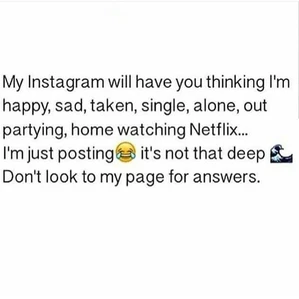 My Instagram will have you thinking I'm
happy, sad, taken, single, alone, out
partying, home watching Netflix...
I'm just posting😂 it's not that deep 🌊
Don't look to my page for answers.